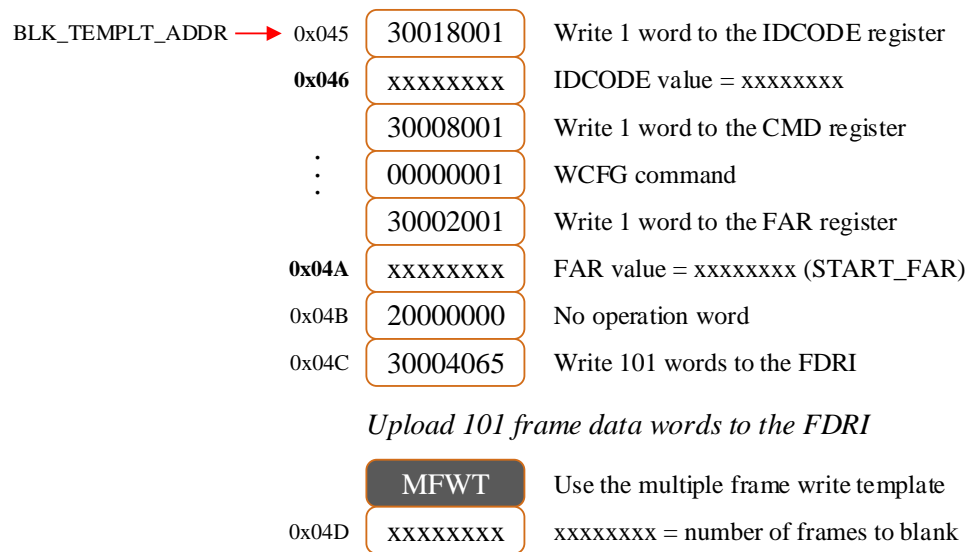 BLK_TEMPLT_ADDR 0x045 30018001 Write 1 word to the IDCODE register
0x046 xxxxxxxx IDCODE value = xxxxxxxx
30008001 Write 1 word to the CMD register
00000001 WCFG command
30002001 Write 1 word to the FAR register
0x04A xxxxxxxx FAR value = xxxxxxxx (START_FAR)
0x04B 20000000 No operation word
0x04C 30004065 Write 101 words to the FDRI
Upload 101 frame data words to the FDRI
MFWT Use the multiple frame write template
0x04D xxxxxxxx xxxxxxxx = number of frames to blank